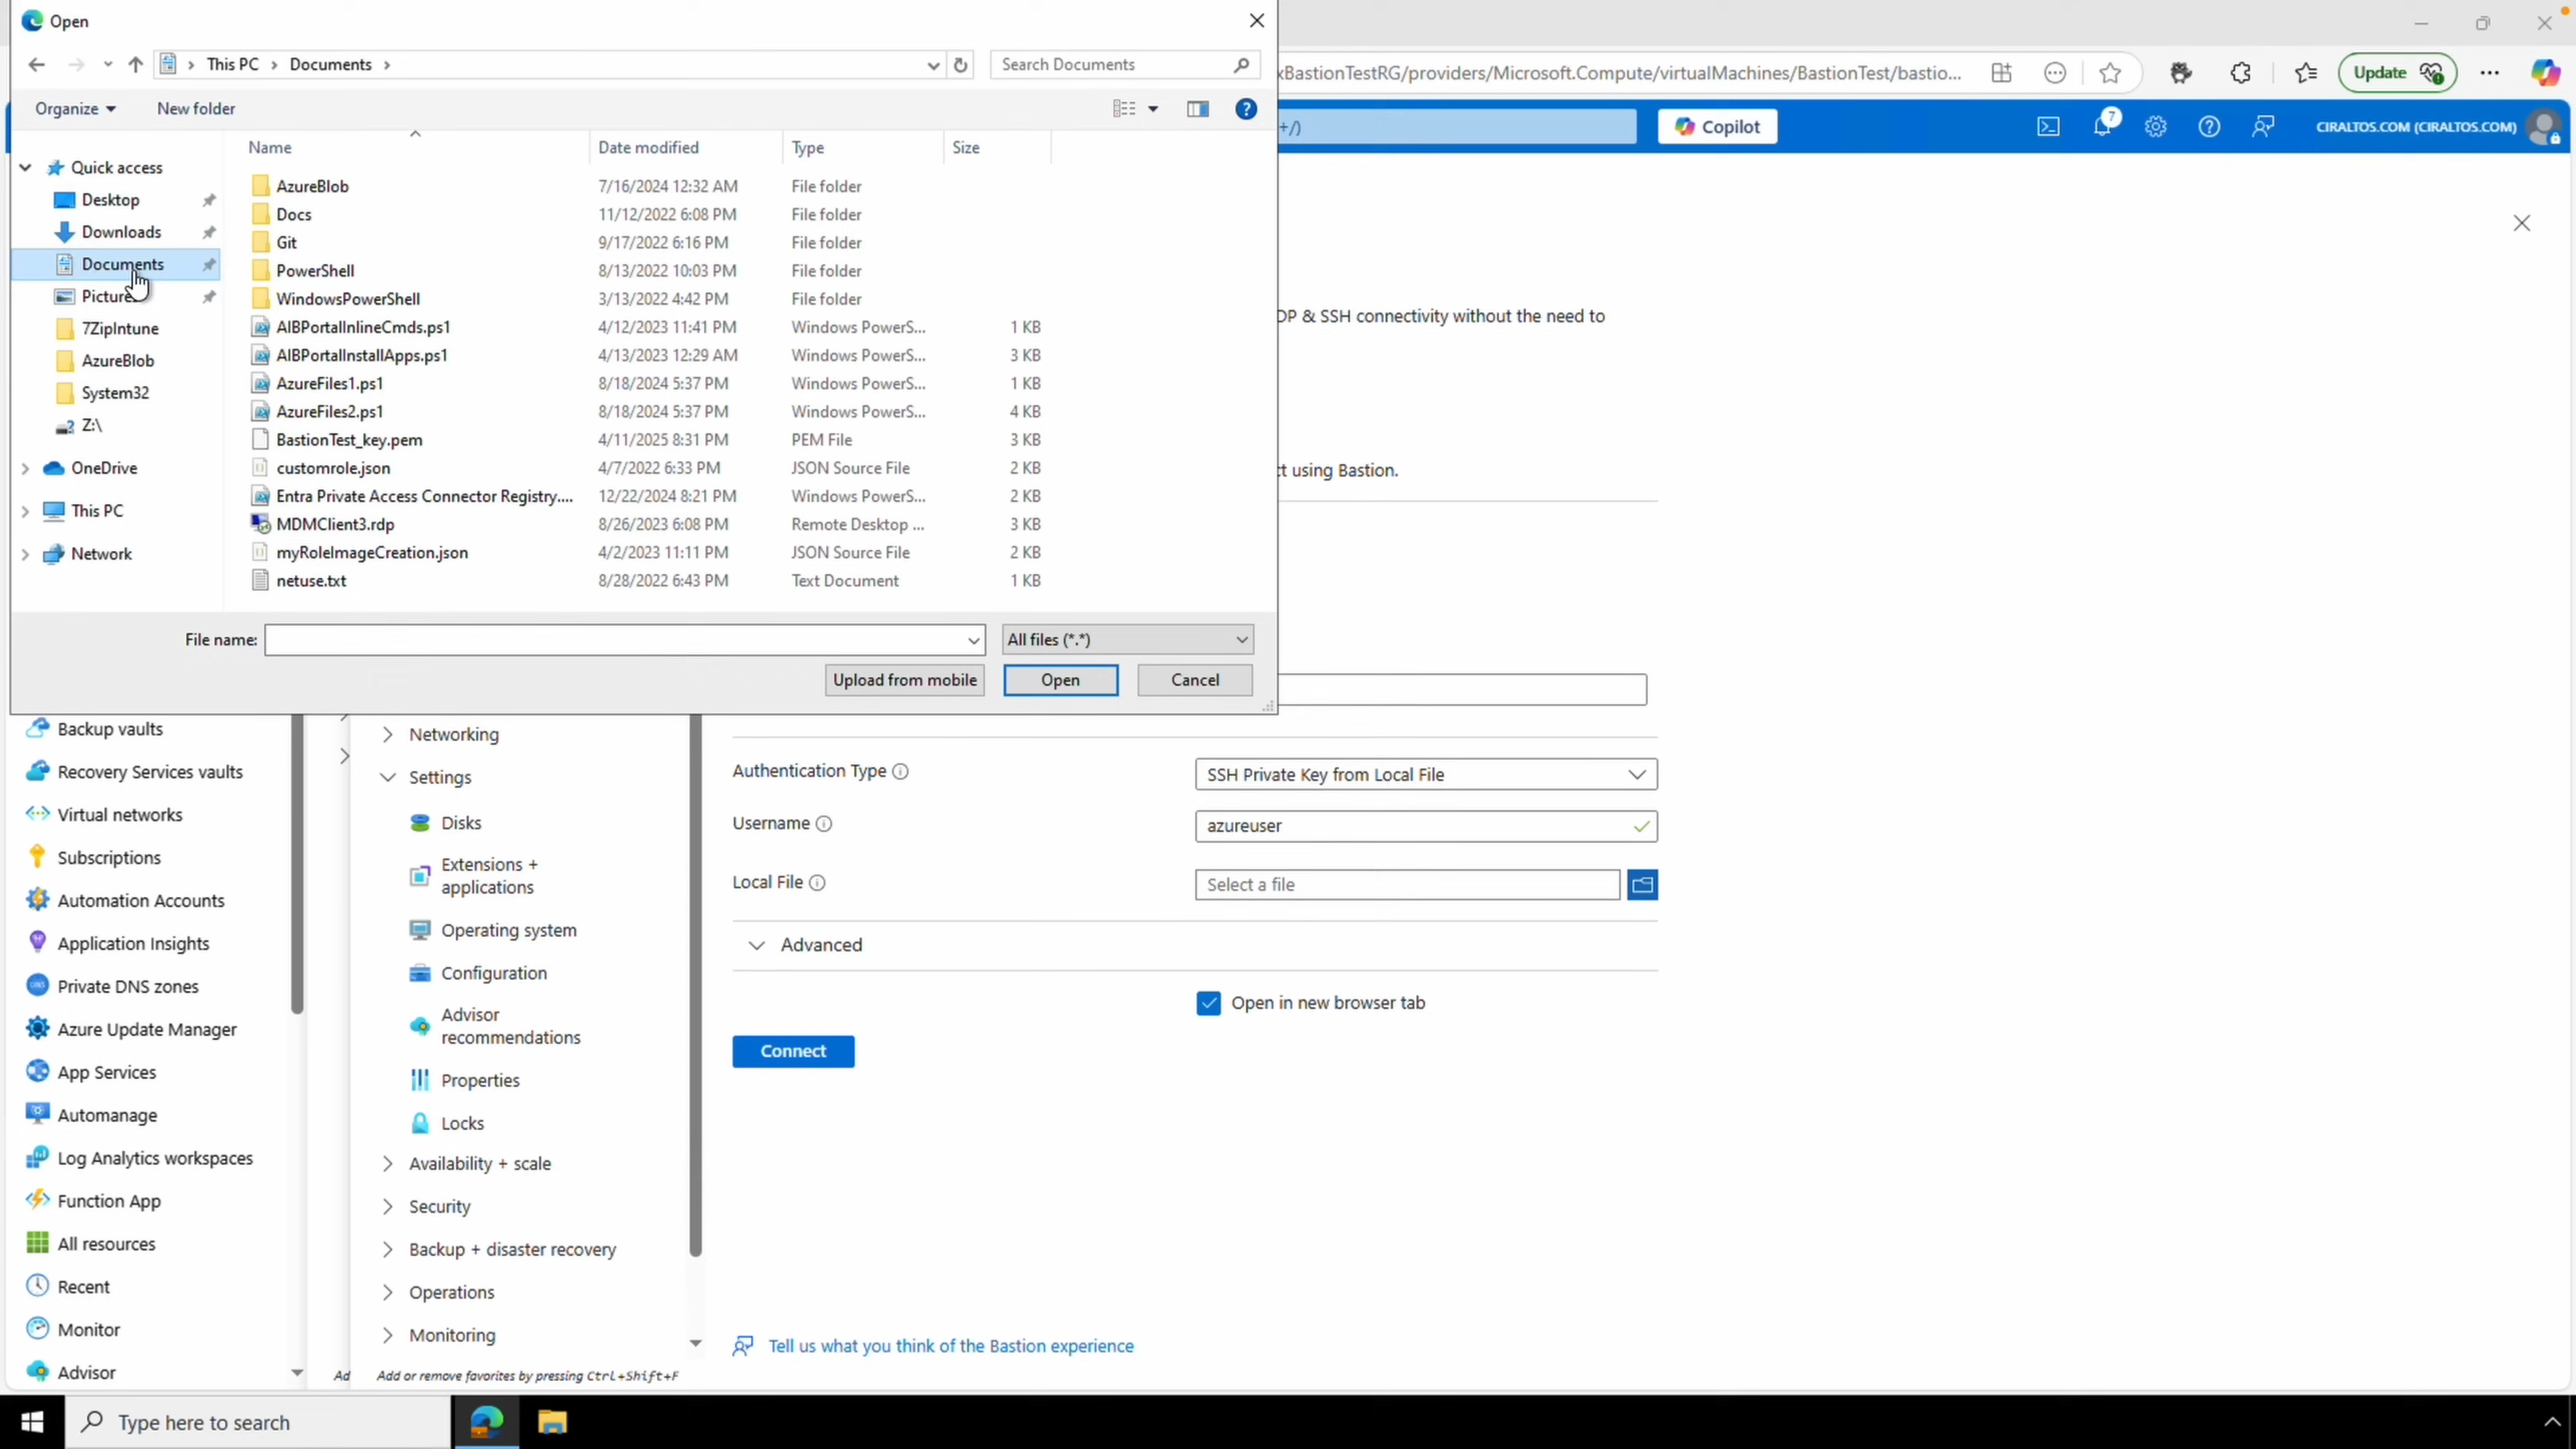 Open
This PC > Documents >
Search Documents
Organize
New folder
Name
Date modified
Type
Size
Quick access
Desktop
Downloads
Documents
7ZipIntune
AzureBlob
System32
Z:\
OneDrive
This PC
Network
AzureBlob 7/16/2024 12:32 AM File folder
Docs 11/12/2022 6:08 PM File folder
Git 9/17/2022 6:16 PM File folder
PowerShell 8/13/2022 10:03 PM File folder
WindowsPowerShell 3/13/2022 4:42 PM File folder
AIBPortalInlineCmds.ps1 4/12/2023 11:41 PM Windows PowerS... 1 KB
AIBPortalInstallApps.ps1 4/13/2023 12:29 AM Windows PowerS... 3 KB
AzureFiles1.ps1 8/18/2024 5:37 PM Windows PowerS... 1 KB
AzureFiles2.ps1 8/18/2024 5:37 PM Windows PowerS... 4 KB
BastionTest_key.pem 4/11/2025 8:31 PM PEM File 3 KB
customrole.json 4/7/2022 6:33 PM JSON Source File 2 KB
Entra Private Access Connector Registry.... 12/22/2024 8:21 PM Windows PowerS... 2 KB
MDMClient3.rdp 8/26/2023 6:08 PM Remote Desktop ... 3 KB
myRoleImageCreation.json 4/2/2023 11:11 PM JSON Source File 2 KB
netuse.txt 8/28/2022 6:43 PM Text Document 1 KB
File name:
All files (*.*)
Upload from mobile
Open
Cancel
xBastionTestRG/providers/Microsoft.Compute/virtualMachines/BastionTest/bastio...
Update
+/)
Copilot
7
CIRALTOS.COM (CIRALTOS.COM)
DP & SSH connectivity without the need to
ct using Bastion.
Backup vaults
Recovery Services vaults
Virtual networks
Subscriptions
Automation Accounts
Application Insights
Private DNS zones
Azure Update Manager
App Services
Automanage
Log Analytics workspaces
Function App
All resources
Recent
Monitor
Advisor
Ad
Networking
Settings
Disks
Extensions +
applications
Operating system
Configuration
Advisor
recommendations
Properties
Locks
Availability + scale
Security
Backup + disaster recovery
Operations
Monitoring
Add or remove favorites by pressing Ctrl+Shift+F
Authentication Type
SSH Private Key from Local File
Username
azureuser
Local File
Select a file
Advanced
Open in new browser tab
Connect
Tell us what you think of the Bastion experience
Type here to search